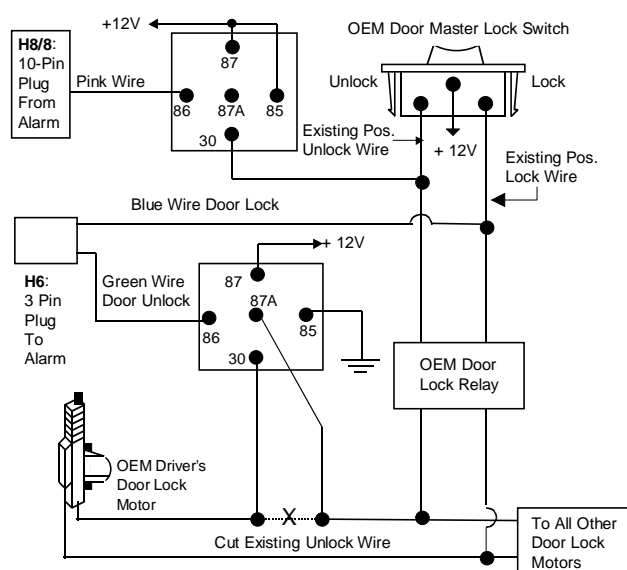 H8/8:
10-Pin
Plug
From
Alarm
Pink Wire
+12V
87
86
87A
85
30
OEM Door Master Lock Switch
Unlock
Lock
Existing Pos.
Unlock Wire
+ 12V
Existing Pos.
Lock Wire
Blue Wire Door Lock
H6:
3 Pin
Plug
To
Alarm
Green Wire
Door Unlock
+ 12V
87
87A
86
85
30
OEM Door
Lock Relay
OEM Driver's
Door Lock
Motor
X
Cut Existing Unlock Wire
To All Other
Door Lock
Motors